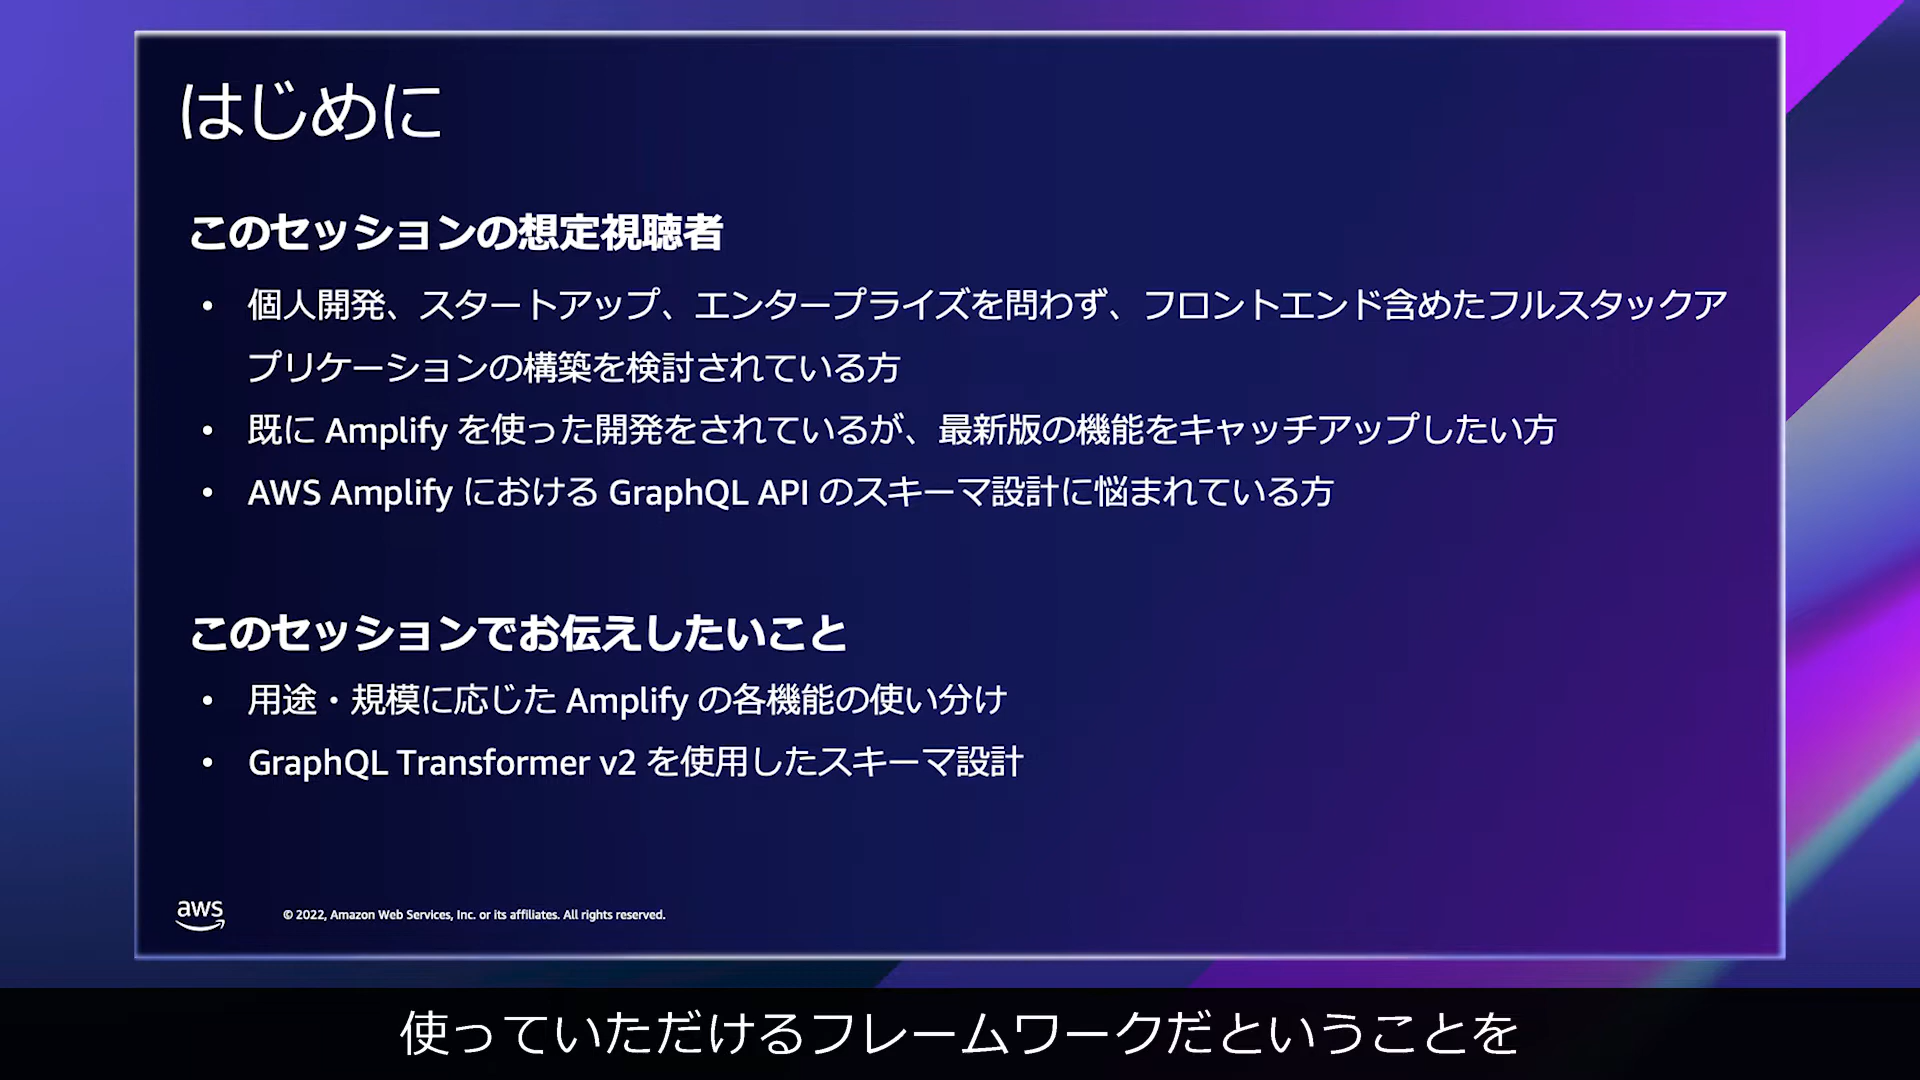 はじめに
このセッションの想定視聴者
• 個人開発、スタートアップ、エンタープライズを問わず、フロントエンド含めたフルスタックア
プリケーションの構築を検討されている方
• 既に Amplify を使った開発をされているが、最新版の機能をキャッチアップしたい方
• AWS Amplify における GraphQL API のスキーマ設計に悩まれている方
このセッションでお伝えしたいこと
• 用途・規模に応じた Amplify の各機能の使い分け
• GraphQL Transformer v2 を使用したスキーマ設計
aws
© 2022, Amazon Web Services, Inc. or its affiliates. All rights reserved.
使っていただけるフレームワークだということを